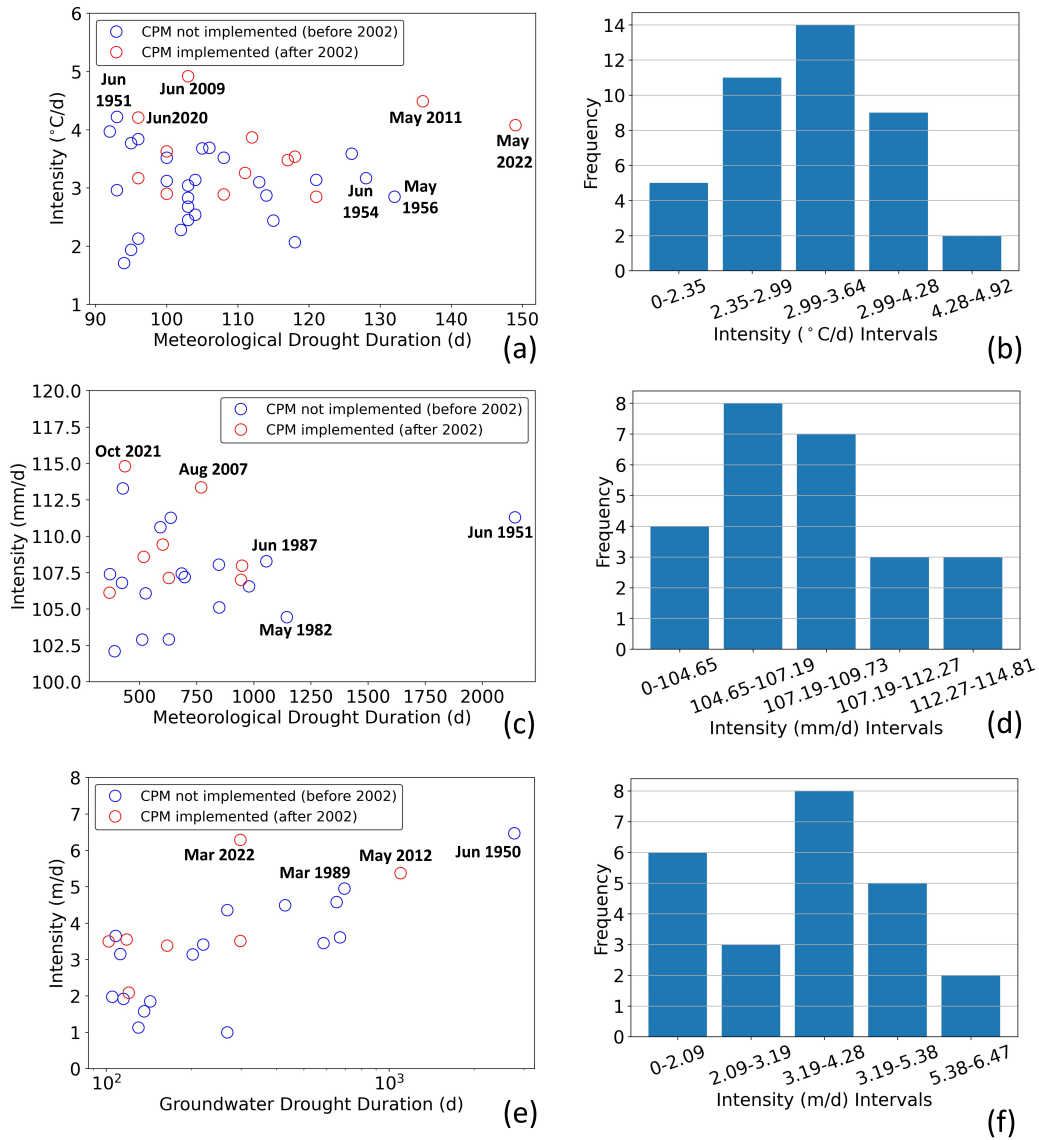 6
5
4
3
2
1
Intensity (°C/d)
CPM not implemented (before 2002)
CPM implemented (after 2002)
Jun
1951
Jun 2009
Jun2020
May 2011
May
2022
Jun
1954
May
1956
90 100 110 120 130 140 150
Meteorological Drought Duration (d)
(a)
14
12
10
8
6
4
2
0
Frequency
0-2.35 2.35-2.99 2.99-3.64 2.99-4.28 4.28-4.92
Intensity (°C/d) Intervals
(b)
120.0
117.5
115.0
112.5
110.0
107.5
105.0
102.5
100.0
Intensity (mm/d)
CPM not implemented (before 2002)
CPM implemented (after 2002)
Oct 2021
Aug 2007
Jun 1951
Jun 1987
May 1982
500 750 1000 1250 1500 1750 2000
Meteorological Drought Duration (d)
(c)
8
7
6
5
4
3
2
1
0
Frequency
0-104.65 104.65-107.19 107.19-109.73 107.19-112.27 112.27-114.81
Intensity (mm/d) Intervals
(d)
8
7
6
5
4
3
2
1
0
Intensity (m/d)
CPM not implemented (before 2002)
CPM implemented (after 2002)
Mar 2022
May 2012
Jun 1950
Mar 1989
10² 10³
Groundwater Drought Duration (d)
(e)
8
7
6
5
4
3
2
1
0
Frequency
0-2.09 2.09-3.19 3.19-4.28 3.19-5.38 5.38-6.47
Intensity (m/d) Intervals
(f)